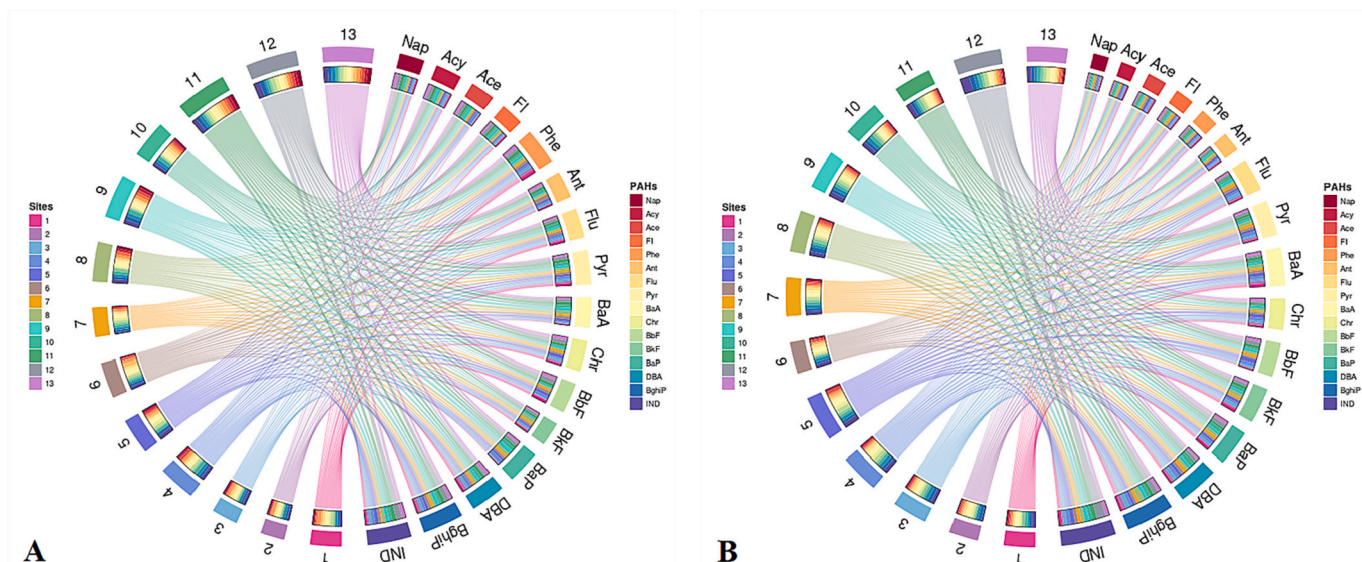 13
12
11
10
9
8
7
6
5
4
3
2
1
Nap
Acy
Ace
Fl
Phe
Ant
Flu
Pyr
BaA
Chr
BbF
BkF
BaP
DBA
BghiP
IND
Sites
1
2
3
4
5
6
7
8
9
10
11
12
13
PAHs
Nap
Acy
Ace
Fl
Phe
Ant
Flu
Pyr
BaA
Chr
BbF
BkF
BaP
DBA
BghiP
IND
A
13
12
11
10
9
8
7
6
5
4
3
2
1
Nap
Acy
Ace
Fl
Phe
Ant
Flu
Pyr
BaA
Chr
BbF
BkF
BaP
DBA
BghiP
IND
Sites
1
2
3
4
5
6
7
8
9
10
11
12
13
PAHs
Nap
Acy
Ace
Fl
Phe
Ant
Flu
Pyr
BaA
Chr
BbF
BkF
BaP
DBA
BghiP
IND
B